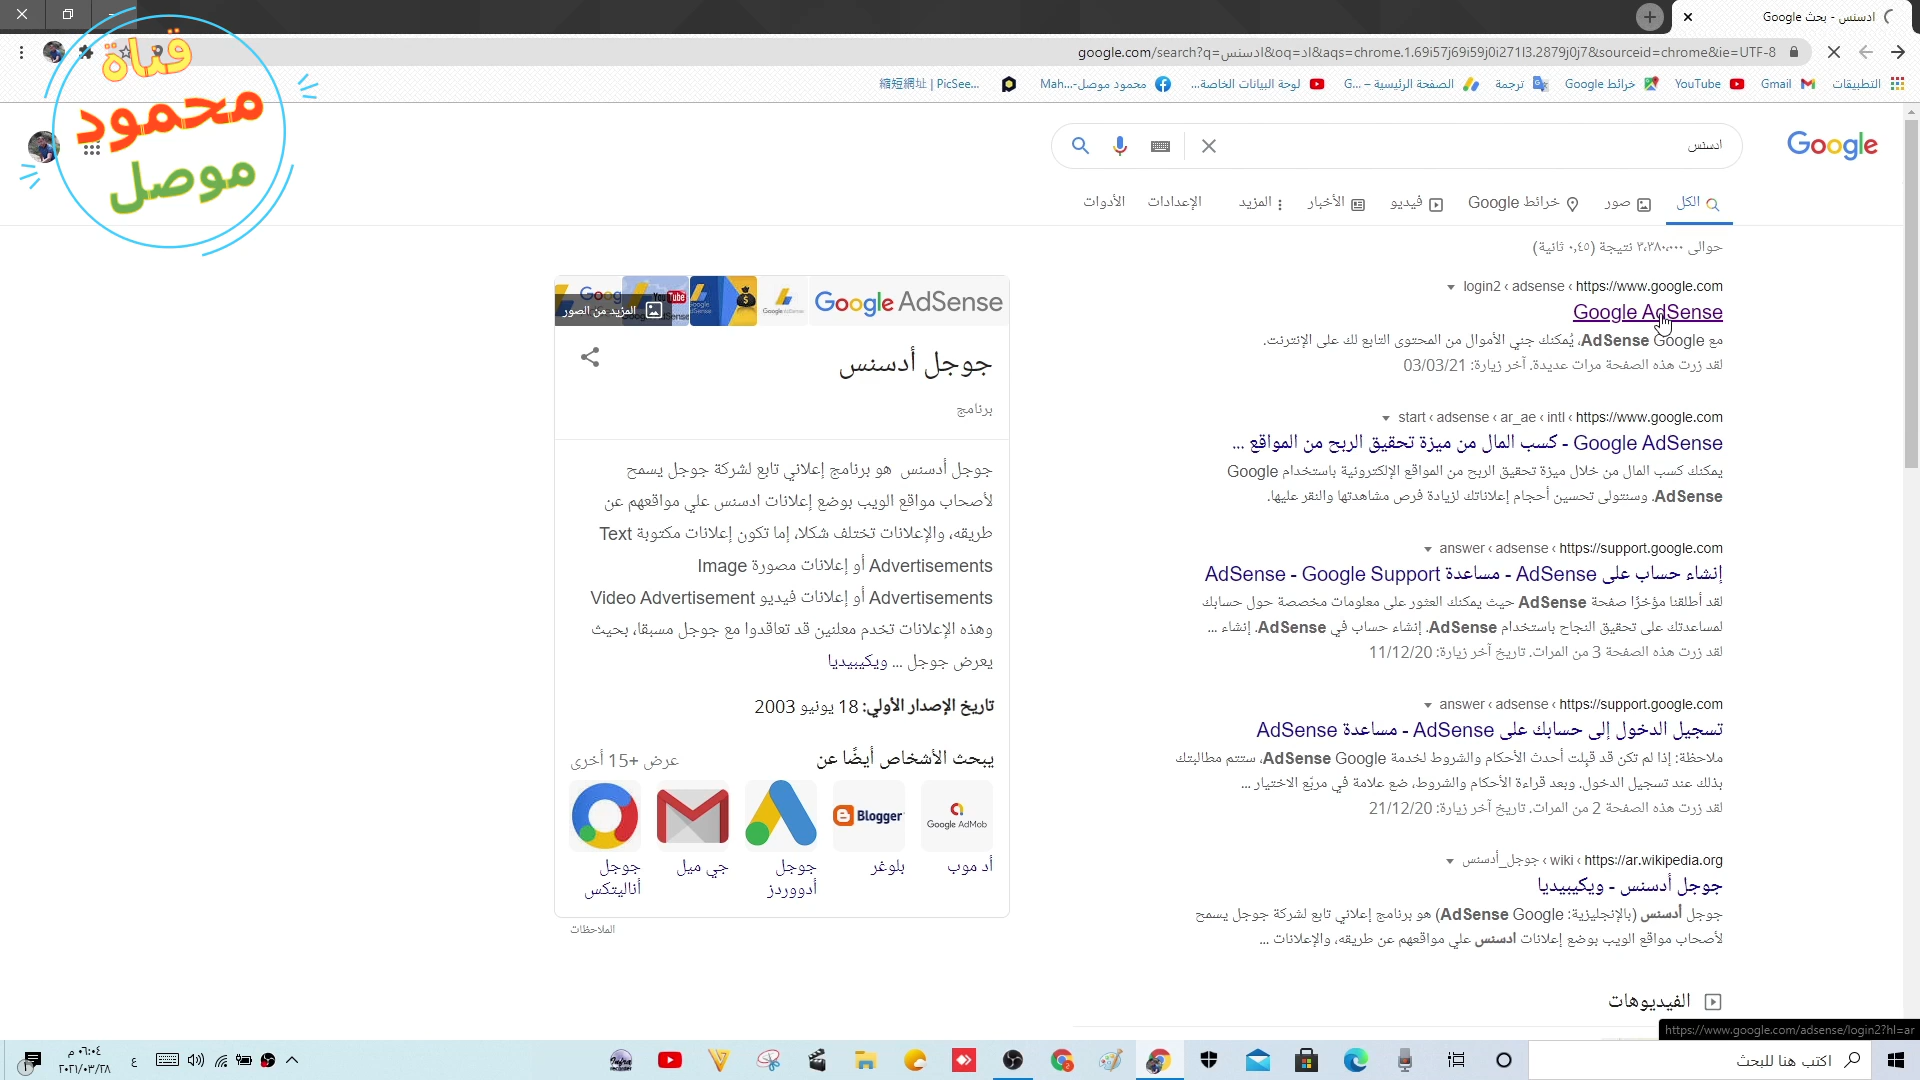 ادسنس - بحث Google
google.com/search?q=ادسنس&oq=اد&aqs=chrome.1.69i57j69i59j0i271l3.2879j0j7&sourceid=chrome&ie=UTF-8
التطبيقات
Gmail
YouTube
خرائط Google
ترجمة
الصفحة الرئيسية – G...
لوحة البيانات الخاصة...
محمود موصل-Mah...
縮短網址 | PicSee...
قناة
محمود
موصل
Google
ادسنس
الكل
صور
خرائط Google
فيديو
الأخبار
المزيد
الإعدادات
الأدوات
حوالى ٣،٣٨٠،٠٠٠ نتيجة (٠,٤٥ ثانية)
https://www.google.com › adsense › login2
Google AdSense
مع Google AdSense، يُمكنك جني الأموال من المحتوى التابع لك على الإنترنت.
لقد زرت هذه الصفحة مرات عديدة. آخر زيارة: 03/03/21
https://www.google.com › intl › ar_ae › adsense › start
Google AdSense - كسب المال من ميزة تحقيق الربح من المواقع ...
يمكنك كسب المال من خلال ميزة تحقيق الربح من المواقع الإلكترونية باستخدام Google
AdSense. وسنتولى تحسين أحجام إعلاناتك لزيادة فرص مشاهدتها والنقر عليها.
https://support.google.com › adsense › answer
إنشاء حساب على AdSense - مساعدة AdSense - Google Support
لقد أطلقنا مؤخرًا صفحة AdSense حيث يمكنك العثور على معلومات مخصصة حول حسابك
لمساعدتك على تحقيق النجاح باستخدام AdSense. إنشاء حساب في AdSense. إنشاء ...
لقد زرت هذه الصفحة 3 من المرات. تاريخ آخر زيارة: 11/12/20
https://support.google.com › adsense › answer
تسجيل الدخول إلى حسابك على AdSense - مساعدة AdSense
ملاحظة: إذا لم تكن قد قبِلت أحدث الأحكام والشروط لخدمة Google AdSense، ستتم مطالبتك
بذلك عند تسجيل الدخول. وبعد قراءة الأحكام والشروط، ضع علامة في مربّع الاختيار ...
لقد زرت هذه الصفحة 2 من المرات. تاريخ آخر زيارة: 21/12/20
https://ar.wikipedia.org › wiki › جوجل_أدسنس
جوجل أدسنس - ويكيبيديا
جوجل أدسنس (بالإنجليزية: Google AdSense) هو برنامج إعلاني تابع لشركة جوجل يسمح
لأصحاب مواقع الويب بوضع إعلانات ادسنس علي مواقعهم عن طريقه، والإعلانات ...
الفيديوهات
Google AdSense
المزيد من الصور
جوجل أدسنس
برنامج
جوجل أدسنس هو برنامج إعلاني تابع لشركة جوجل يسمح
لأصحاب مواقع الويب بوضع إعلانات ادسنس علي مواقعهم عن
طريقه، والإعلانات تختلف شكلا، إما تكون إعلانات مكتوبة Text
Advertisements أو إعلانات مصورة Image
Advertisements أو إعلانات فيديو Video Advertisement
وهذه الإعلانات تخدم معلنين قد تعاقدوا مع جوجل مسبقا، بحيث
يعرض جوجل ... ويكيبيديا
تاريخ الإصدار الأولي: 18 يونيو 2003
يبحث الأشخاص أيضًا عن
عرض +15 أخرى
Google AdMob
Blogger
أد موب
بلوغر
جوجل أدووردز
جي ميل
جوجل أناليتكس
الملاحظات
https://www.google.com/adsense/login2?hl=ar
اكتب هنا للبحث
ع
٠٦:٠٤ م
٢٠٢١/٠٣/٢٨